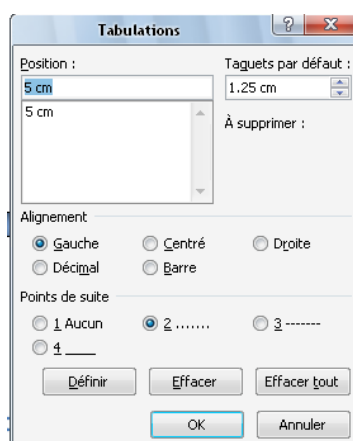 Tabulations
Position : Taquets par défaut :
5 cm 1.25 cm
5 cm À supprimer :
Alignement
Gauche Centré Droite
Décimal Barre
Points de suite
1 Aucun 2 ....... 3 -------
4 ____
Définir Effacer Effacer tout
OK Annuler